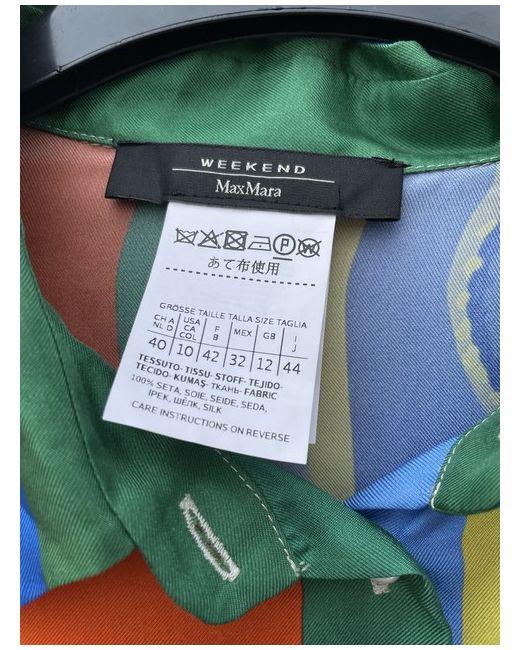 WEEKEND
MaxMara
P W
あて布使用
GRÖSSE TAILLE TALLA SIZE TAGLIA
CH A NL D USA CA COL F B MEX GB I J
40 10 42 32 12 44
TESSUTO- TISSU- STOFF- TEJIDO-
TECIDO- KUMAŞ- ТКАНЬ- FABRIC
100% SETA, SOIE, SEIDE, SEDA,
İPEK, ШЁЛК, SILK
CARE INSTRUCTIONS ON REVERSE